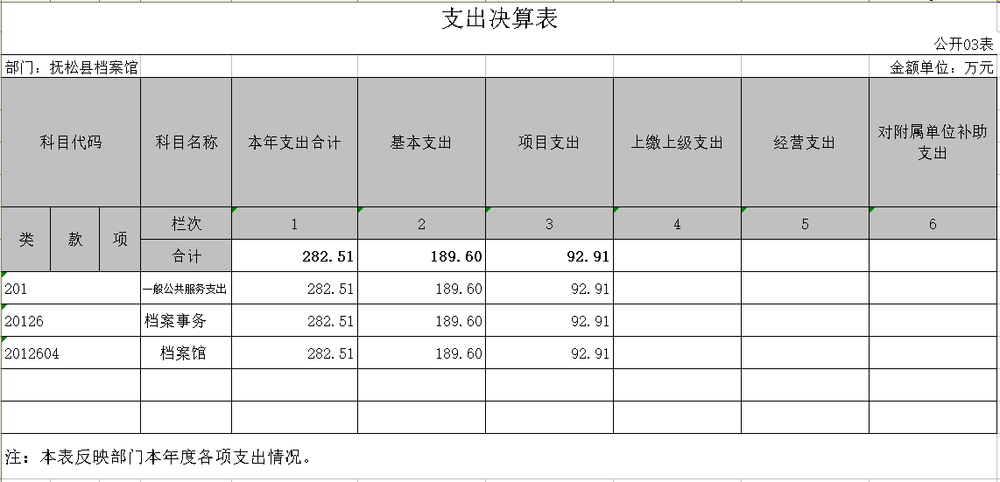 支出决算表
公开03表
部门：抚松县档案馆 金额单位：万元
科目代码 科目名称 本年支出合计 基本支出 项目支出 上缴上级支出 经营支出 对附属单位补助支出
类 款 项 栏次 1 2 3 4 5 6
合计 282.51 189.60 92.91
201 一般公共服务支出 282.51 189.60 92.91
20126 档案事务 282.51 189.60 92.91
2012604 档案馆 282.51 189.60 92.91
注：本表反映部门本年度各项支出情况。